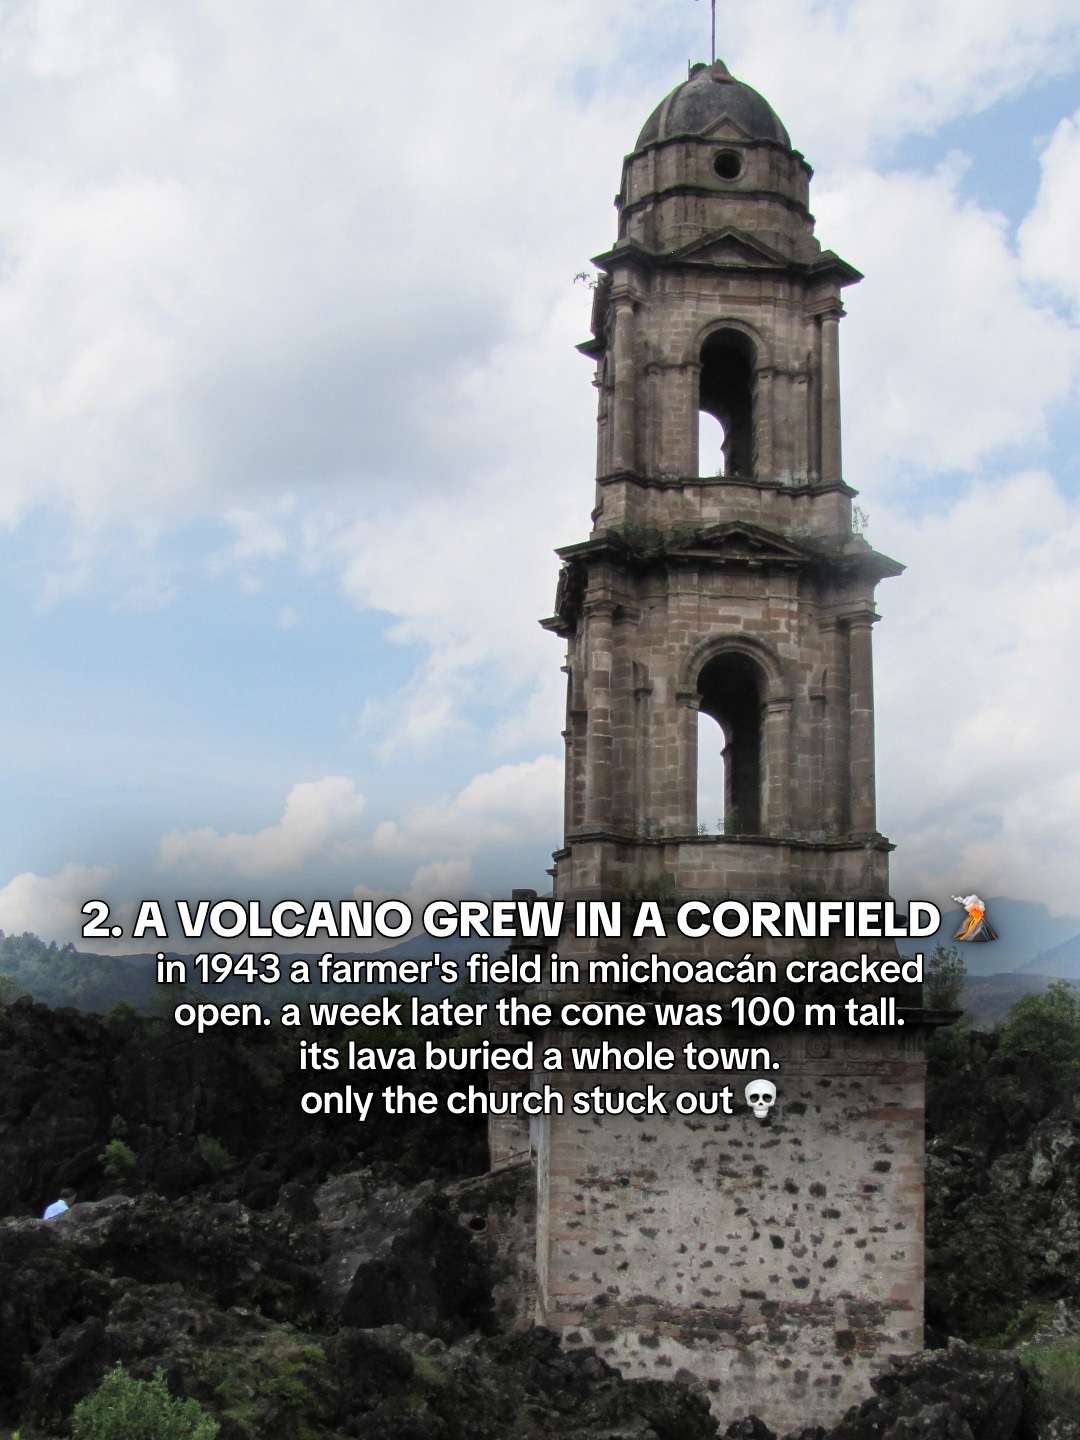 2. A VOLCANO GREW IN A CORNFIELD 🌋
in 1943 a farmer's field in michoacán cracked
open. a week later the cone was 100 m tall.
its lava buried a whole town.
only the church stuck out 💀